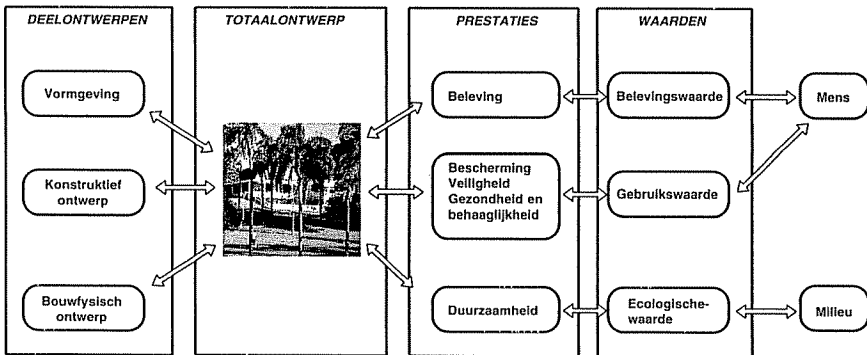 DEELONTWERPEN
TOTAALONTWERP
PRESTATIES
WAARDEN
Vormgeving
Beleving
Belevingswaarde
Mens
Konstruktief
ontwerp
Bescherming
Veiligheid
Gezondheid en
behaaglijkheid
Gebruikswaarde
Bouwfysisch
ontwerp
Duurzaamheid
Ecologische-
waarde
Milieu